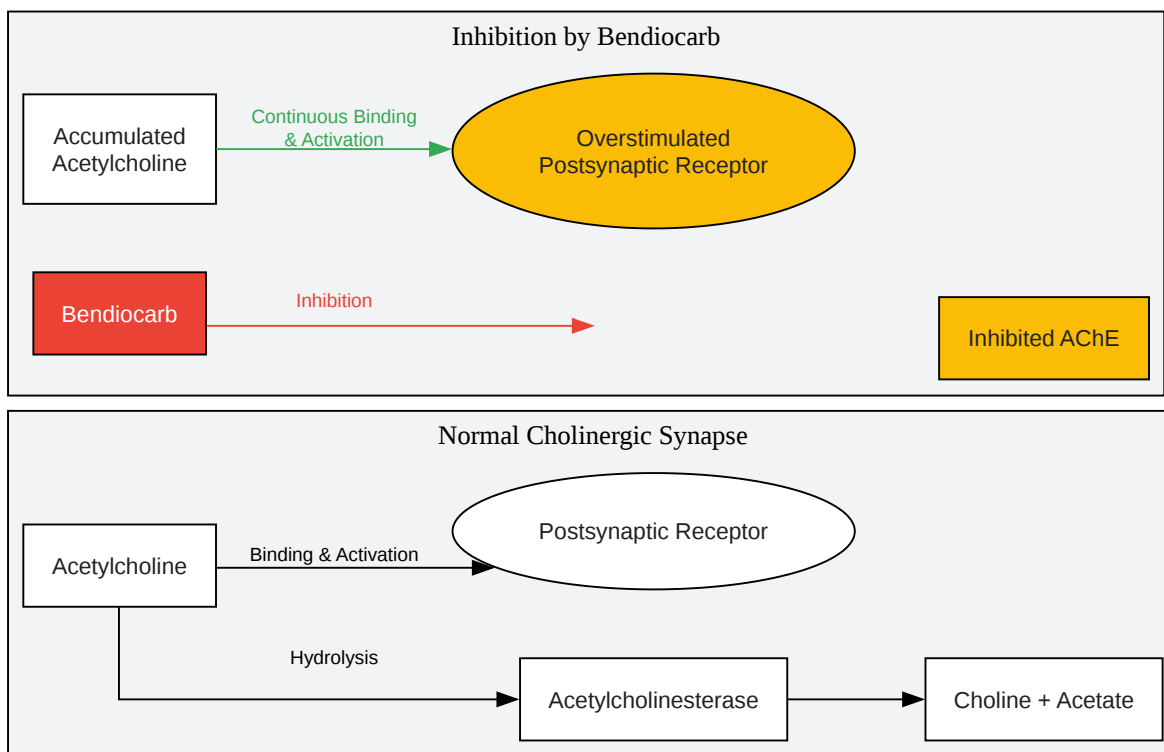 Inhibition by Bendiocarb
Accumulated
Acetylcholine
Continuous Binding
& Activation
Overstimulated
Postsynaptic Receptor
Bendiocarb
Inhibition
Inhibited AChE
Normal Cholinergic Synapse
Acetylcholine
Binding & Activation
Postsynaptic Receptor
Hydrolysis
Acetylcholinesterase
Choline + Acetate